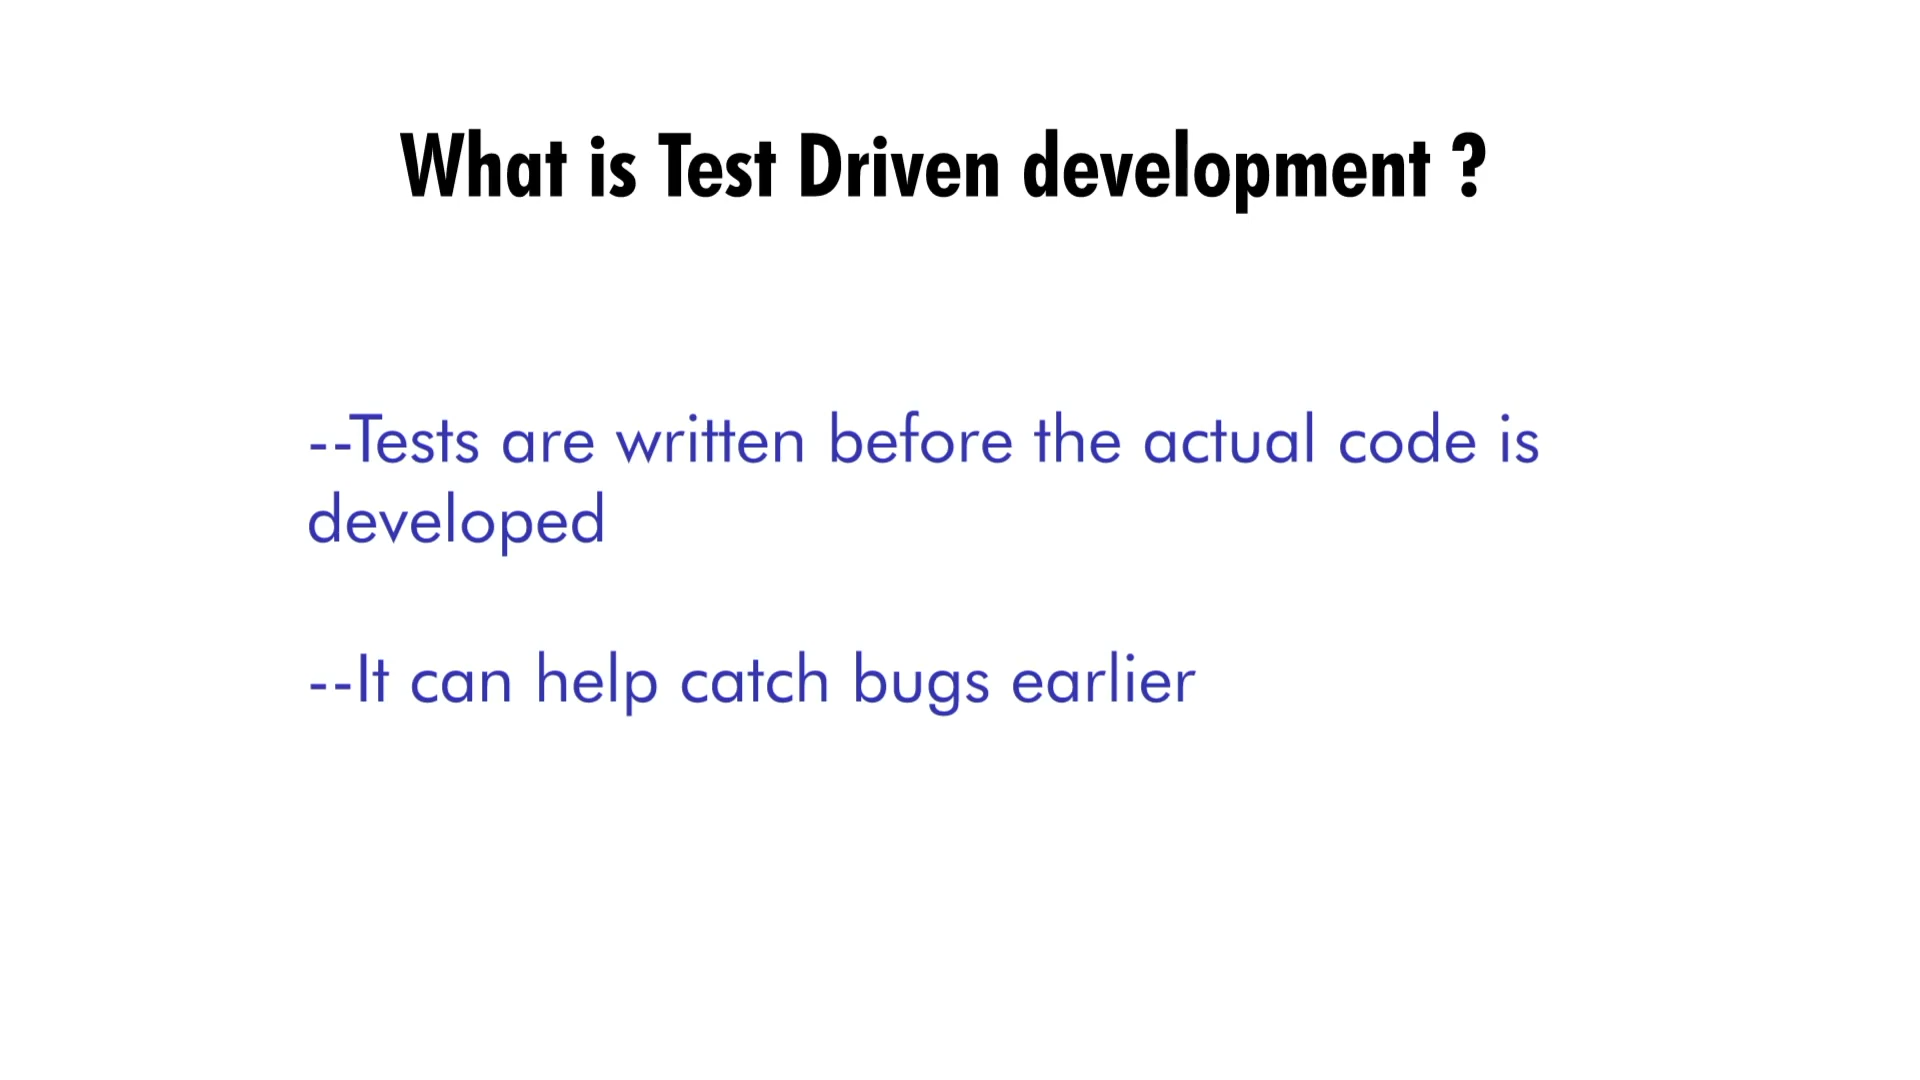 What is Test Driven development ?
--Tests are written before the actual code is
developed
--It can help catch bugs earlier